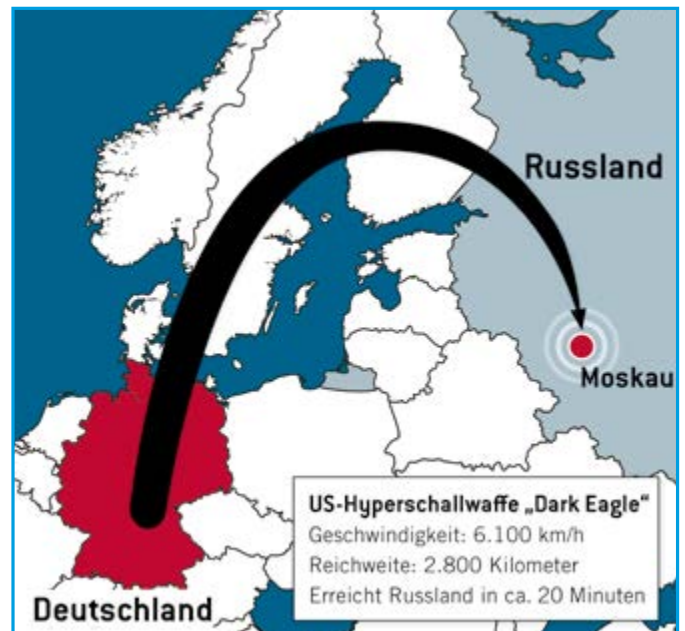 Russland
Moskau
US-Hyperschallwaffe „Dark Eagle“
Geschwindigkeit: 6.100 km/h
Reichweite: 2.800 Kilometer
Erreicht Russland in ca. 20 Minuten
Deutschland